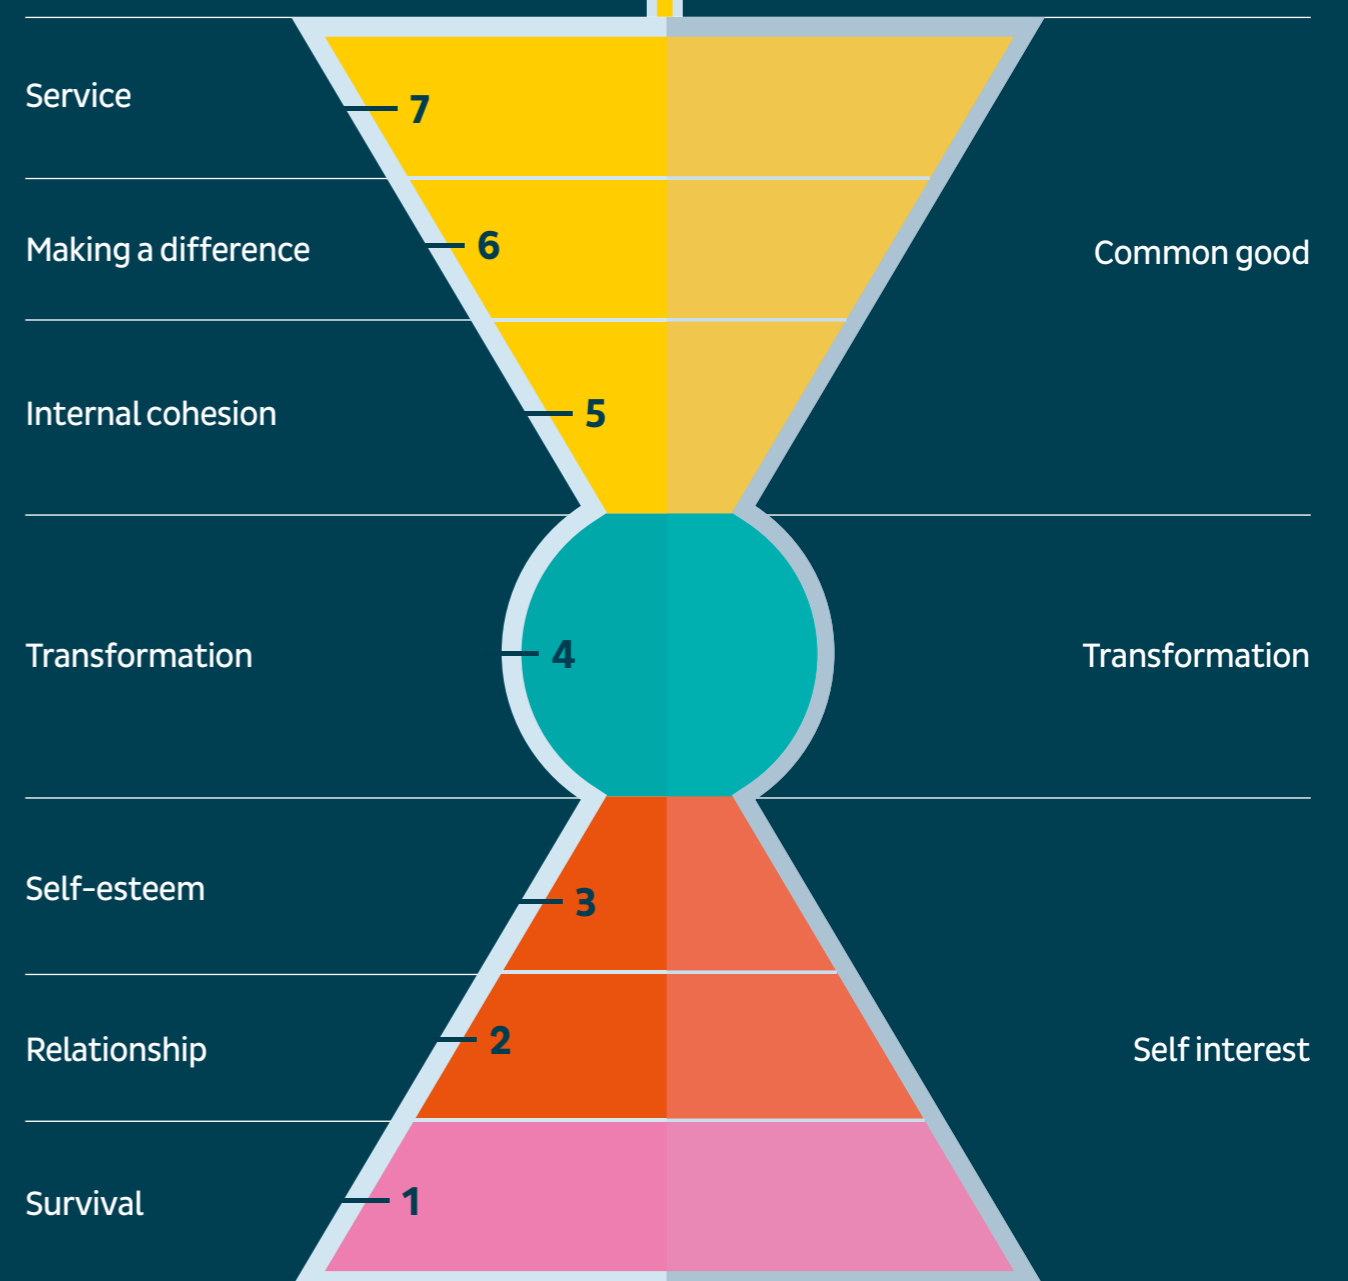 Service
7
Making a difference
6
Common good
Internal cohesion
5
Transformation
4
Transformation
Self-esteem
3
Relationship
2
Self interest
Survival
1